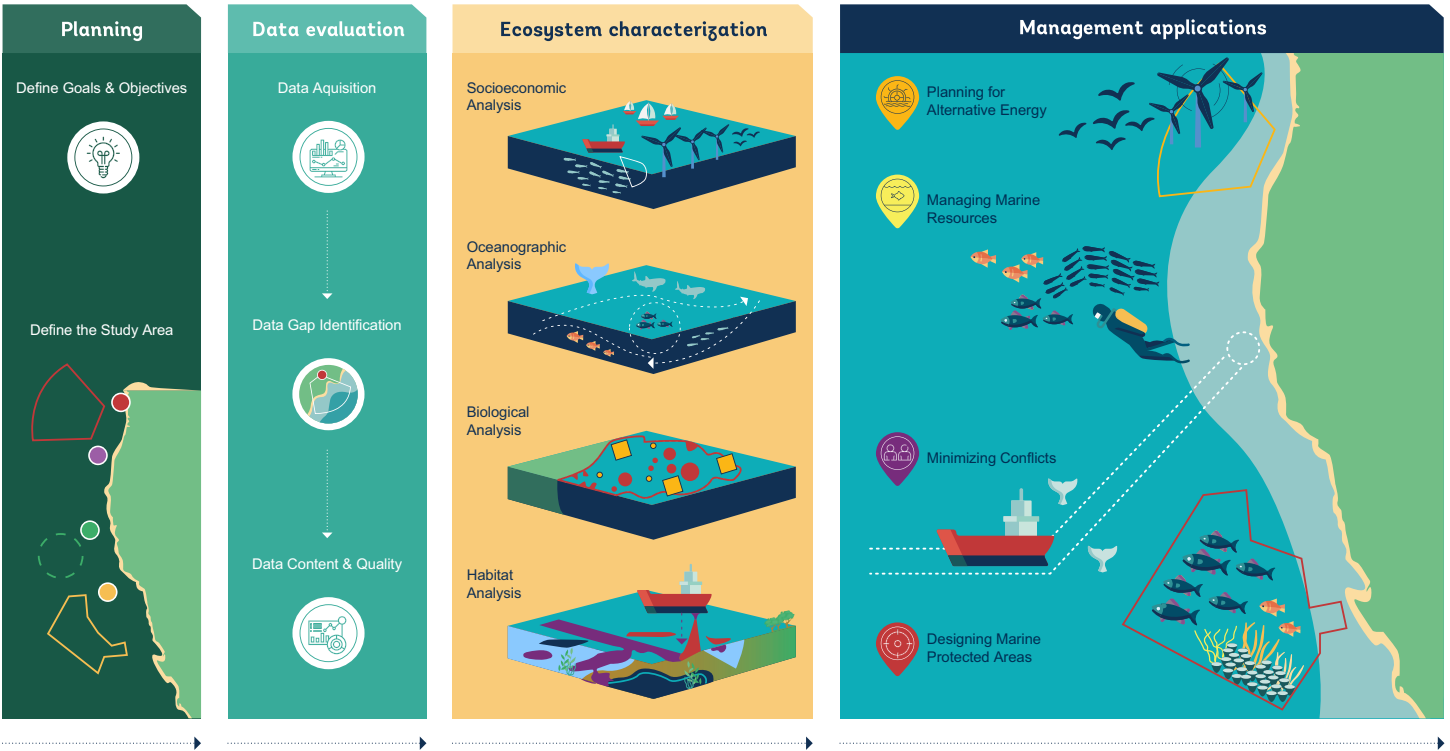 Planning
Define Goals & Objectives
Define the Study Area
Data evaluation
Data Aquisition
Data Gap Identification
Data Content & Quality
Ecosystem characterization
Socioeconomic
Analysis
Oceanographic
Analysis
Biological
Analysis
Habitat
Analysis
Management applications
Planning for
Alternative Energy
Managing Marine
Resources
Minimizing Conflicts
Designing Marine
Protected Areas